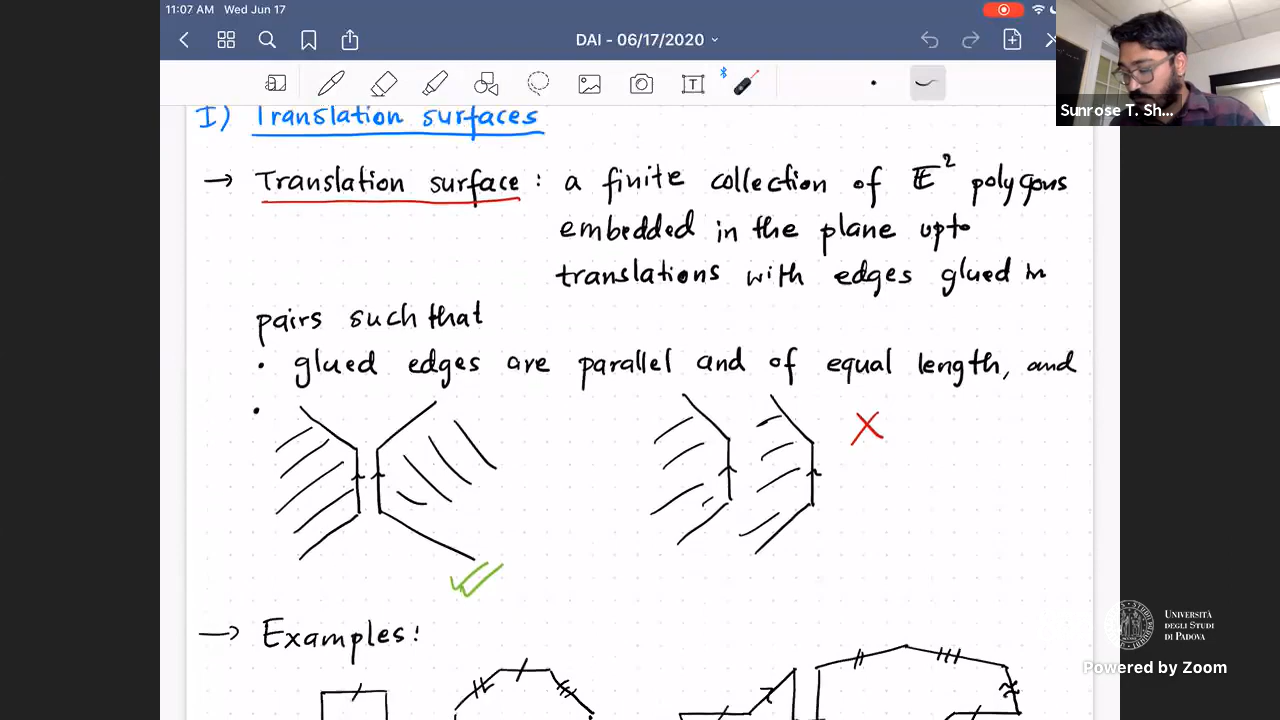 11:07 AM Wed Jun 17
DAI - 06/17/2020
T
Sunrose T. Sh...
I) Translation surfaces
→ Translation surface : a finite collection of E² polygons
embedded in the plane upto
translations with edges glued in
pairs such that
• glued edges are parallel and of equal length, and
•
→ Examples:
UNIVERSITÀ
DEGLI STUDI
DI PADOVA
Powered by Zoom